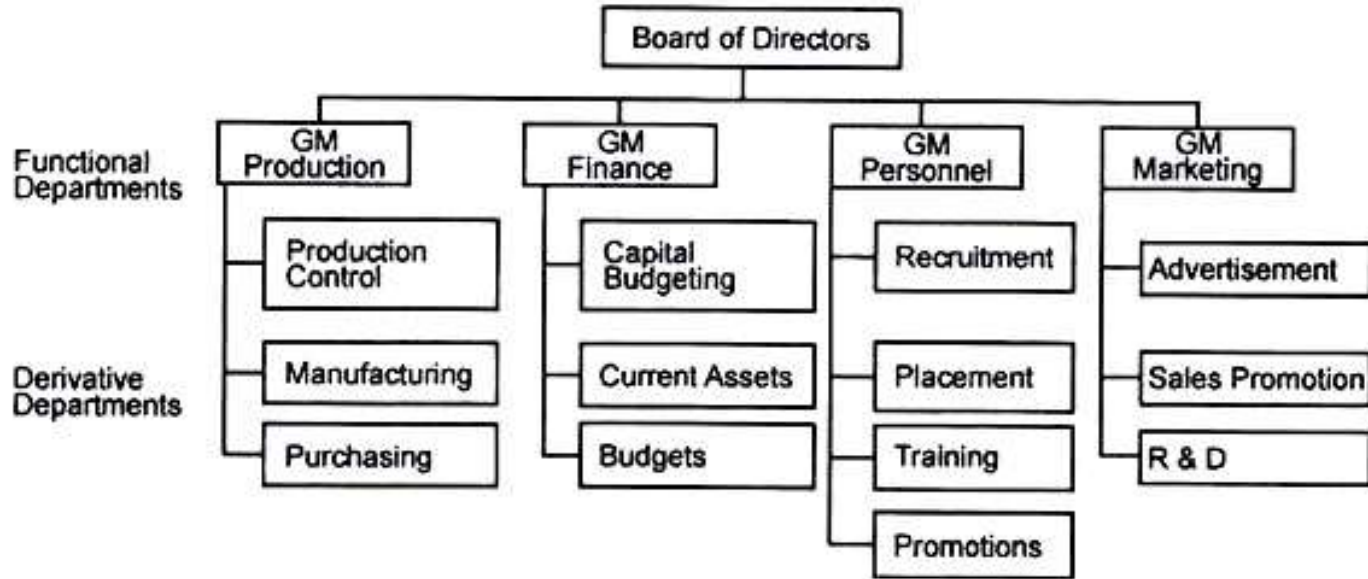 Board of Directors
GM
Production
GM
Finance
GM
Personnel
GM
Marketing
Functional
Departments
Production
Control
Capital
Budgeting
Recruitment
Advertisement
Derivative
Departments
Manufacturing
Current Assets
Placement
Sales Promotion
Purchasing
Budgets
Training
R & D
Promotions